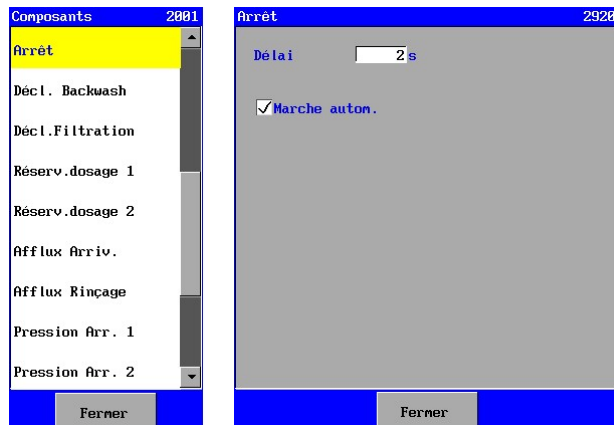 Composants 2001
Arrêt
Décl. Backwash
Décl.Filtration
Réserv.dosage 1
Réserv.dosage 2
Afflux Arriv.
Afflux Rinçage
Pression Arr. 1
Pression Arr. 2
Fermer
Arrêt 2920
Délai 2 s
Marche autom.
Fermer